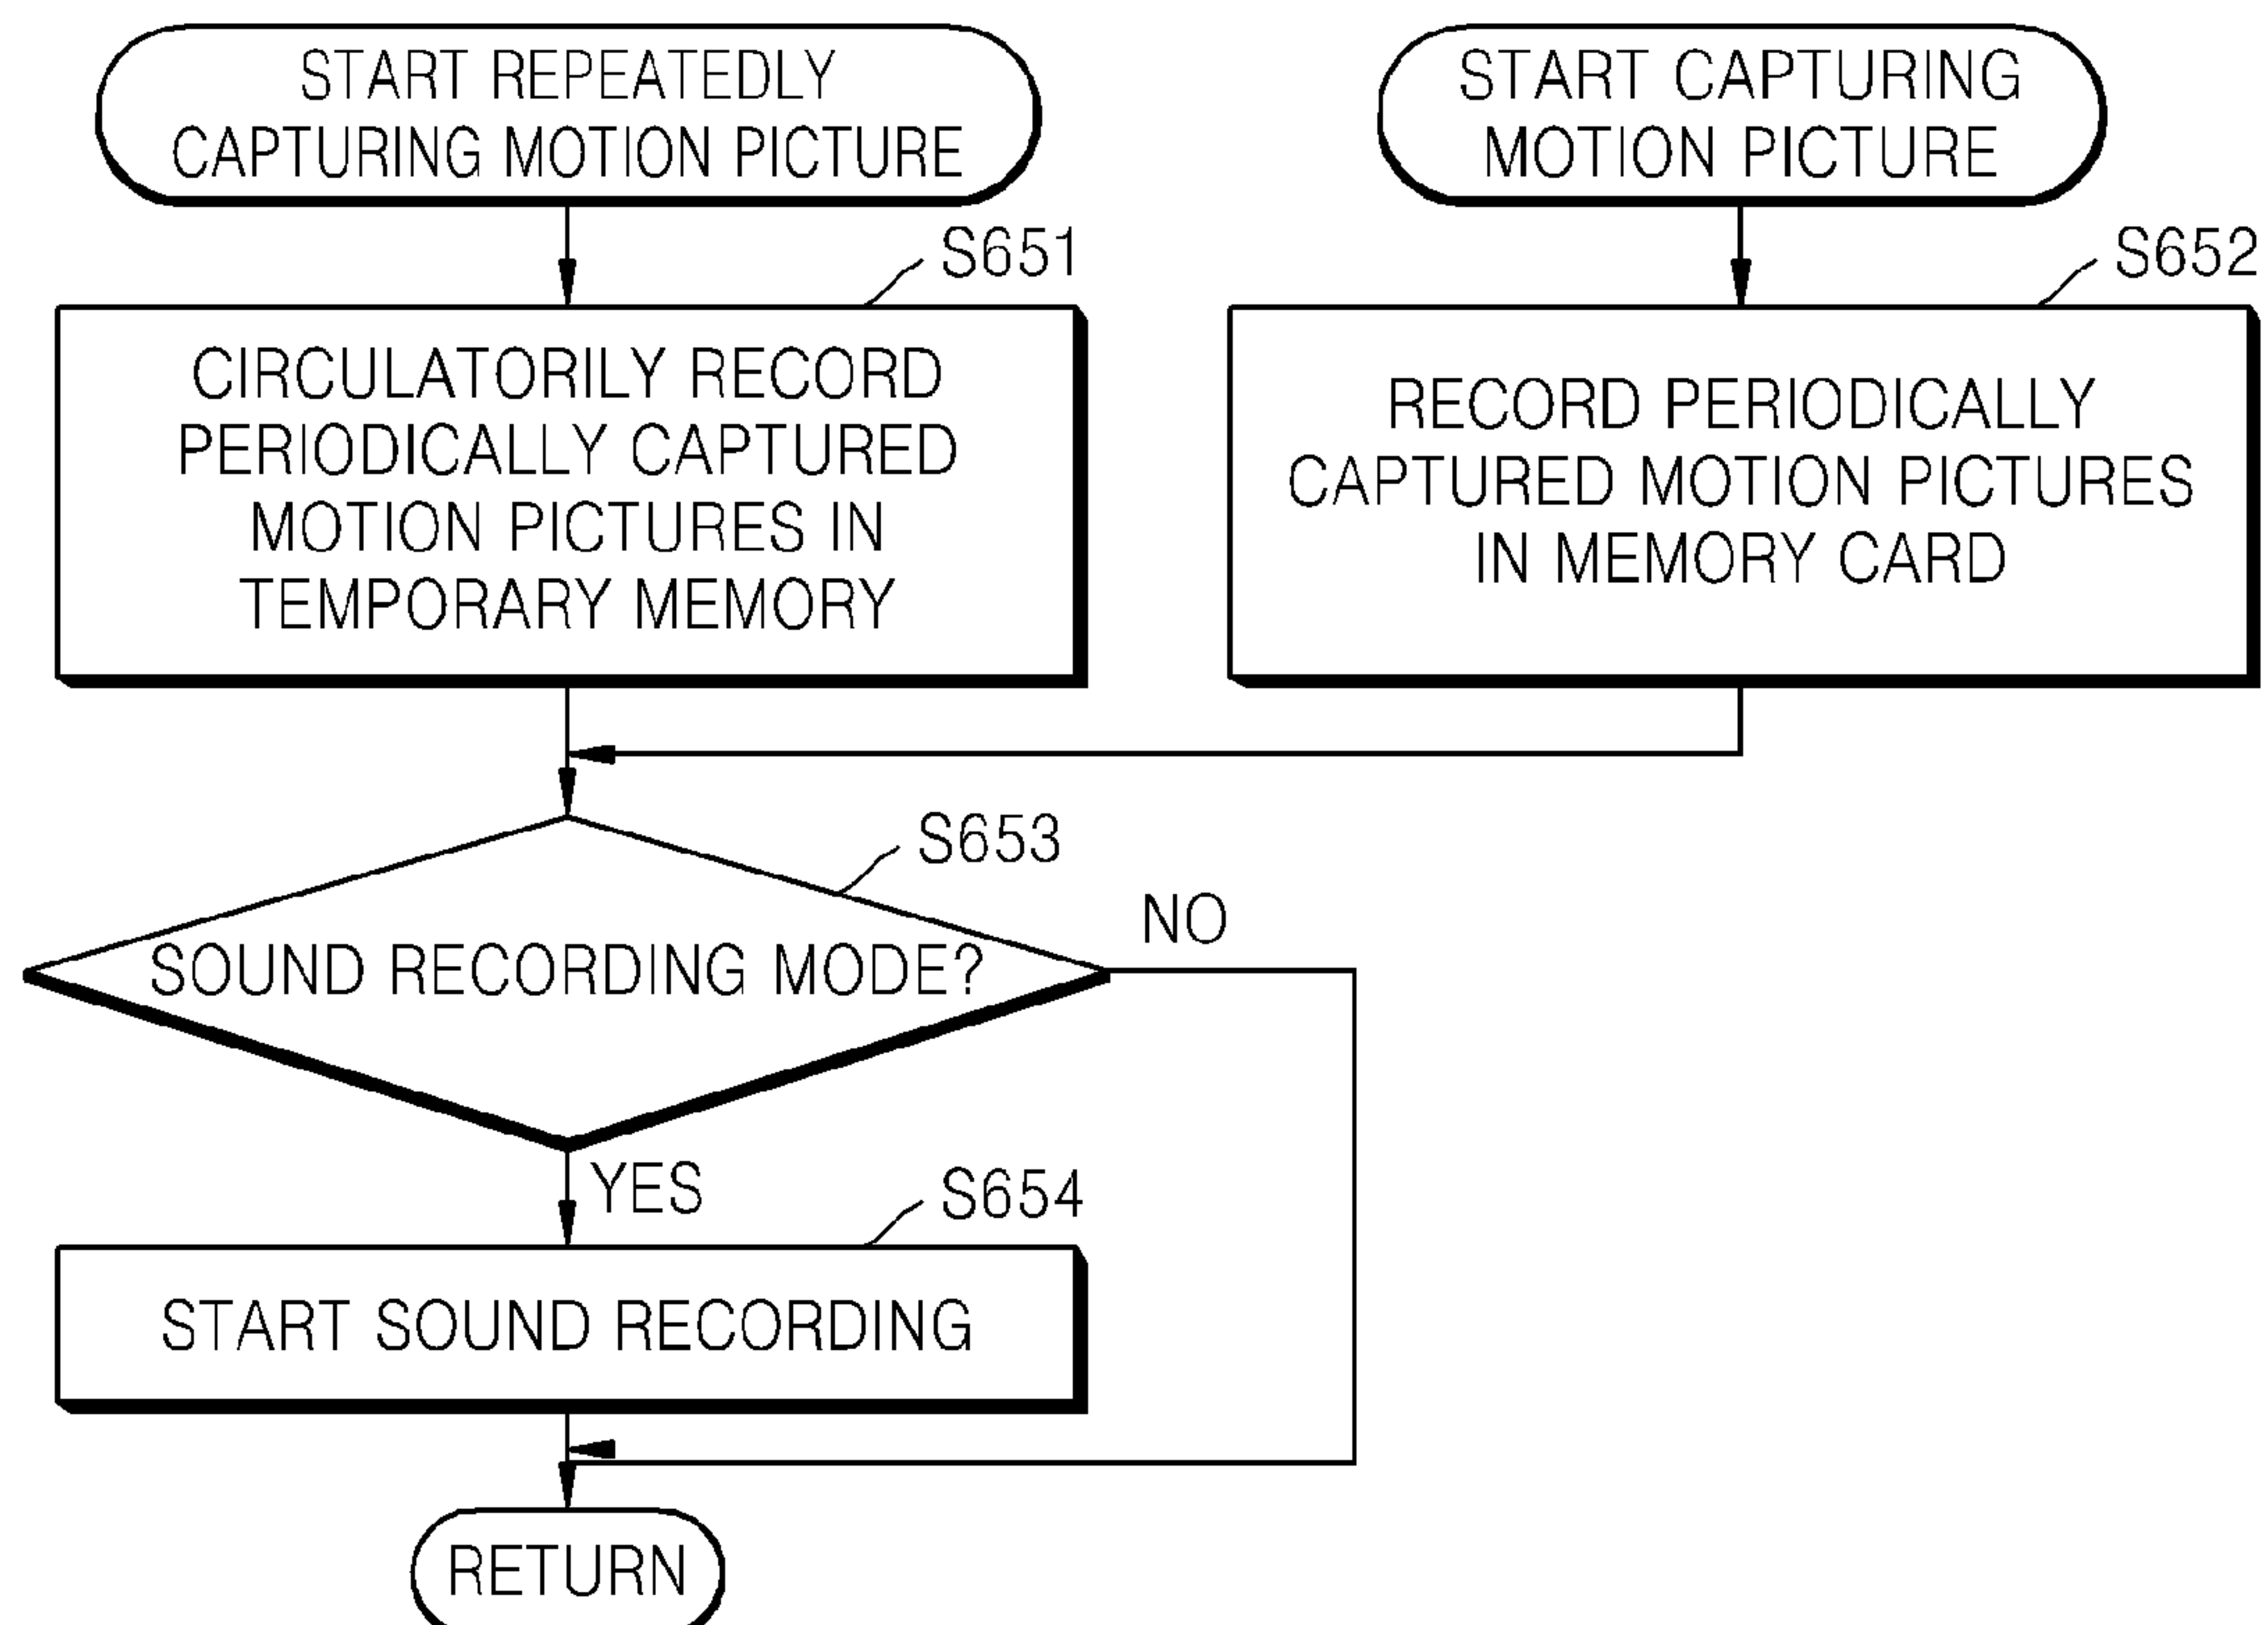 START REPEATEDLY
CAPTURING MOTION PICTURE
START CAPTURING
MOTION PICTURE
S651
CIRCULATORILY RECORD
PERIODICALLY CAPTURED
MOTION PICTURES IN
TEMPORARY MEMORY
S652
RECORD PERIODICALLY
CAPTURED MOTION PICTURES
IN MEMORY CARD
S653
SOUND RECORDING MODE?
NO
YES
S654
START SOUND RECORDING
RETURN